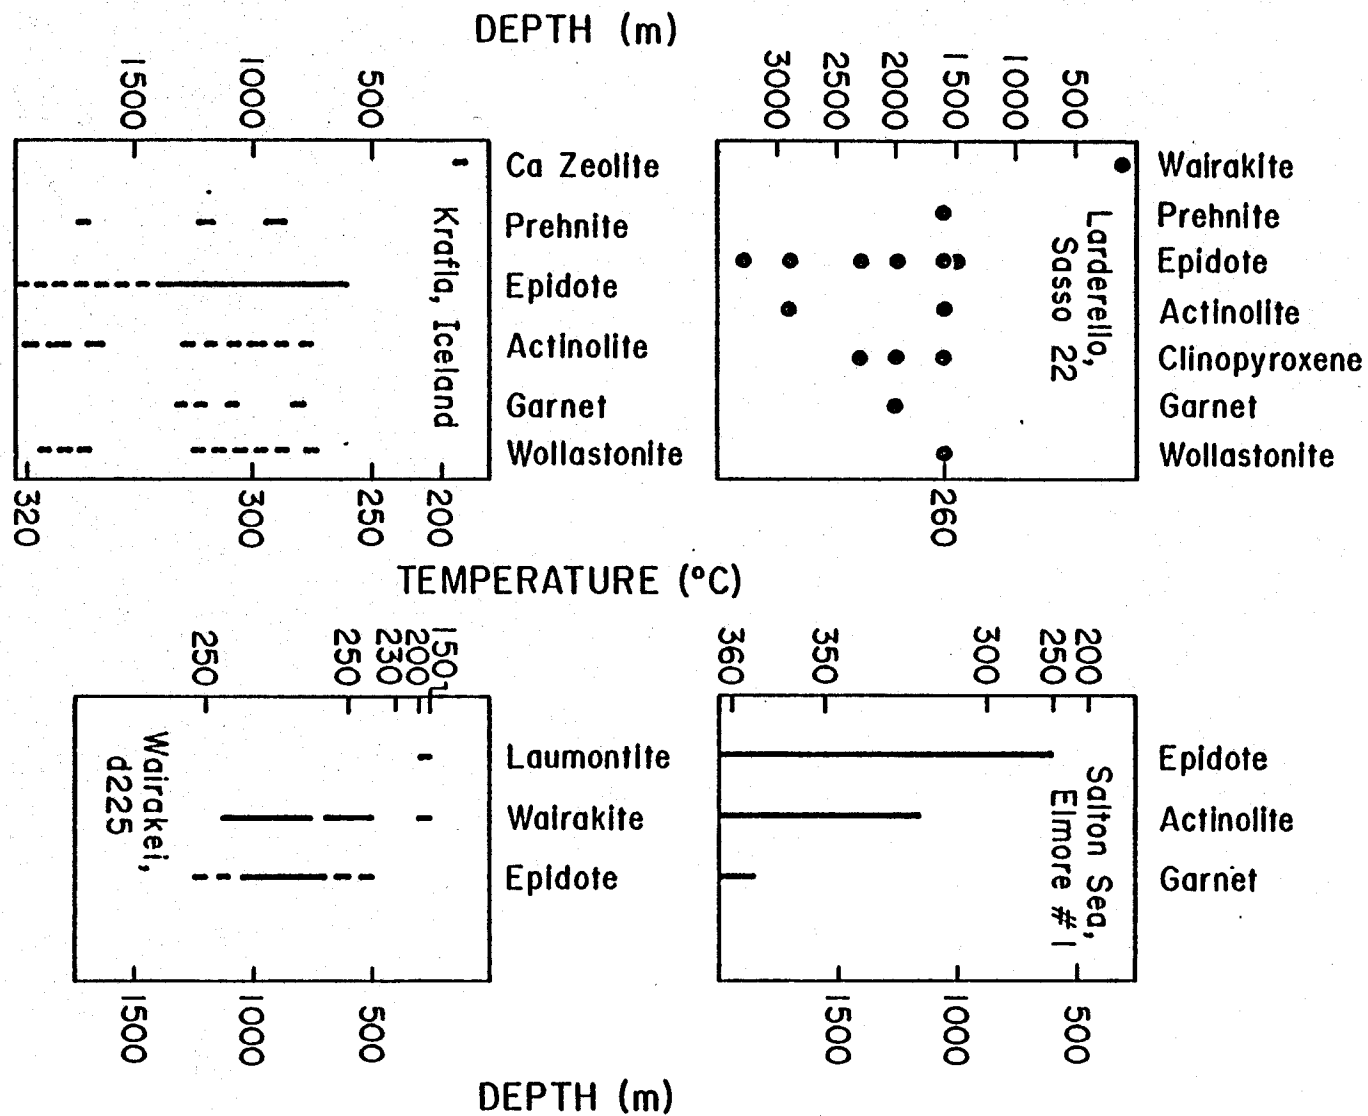 DEPTH (m)
1500
1000
500
3000
2500
2000
1500
1000
500
Ca Zeolite
Prehnite
Epidote
Actinolite
Garnet
Wollastonite
Krafla, Iceland
320
300
250
200
Wairakite
Prehnite
Epidote
Actinolite
Clinopyroxene
Garnet
Wollastonite
Larderello,
Sasso 22
260
TEMPERATURE (°C)
250
250
230
200
150
360
350
300
250
200
Laumontite
Wairakite
Epidote
Wairakei,
d225
Epidote
Actinolite
Garnet
Salton Sea,
Elmore #1
1500
1000
500
1500
1000
500
DEPTH (m)